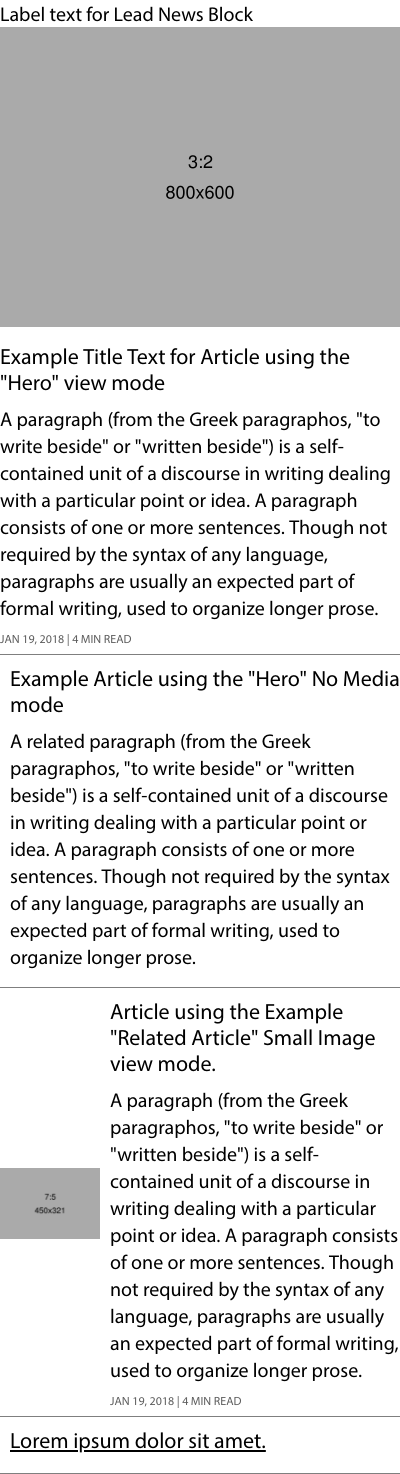 Label text for Lead News Block
3:2
800x600
Example Title Text for Article using the
"Hero" view mode
A paragraph (from the Greek paragraphos, "to
write beside" or "written beside") is a self-
contained unit of a discourse in writing dealing
with a particular point or idea. A paragraph
consists of one or more sentences. Though not
required by the syntax of any language,
paragraphs are usually an expected part of
formal writing, used to organize longer prose.
JAN 19, 2018 | 4 MIN READ
Example Article using the "Hero" No Media
mode
A related paragraph (from the Greek
paragraphos, "to write beside" or "written
beside") is a self-contained unit of a discourse
in writing dealing with a particular point or
idea. A paragraph consists of one or more
sentences. Though not required by the syntax
of any language, paragraphs are usually an
expected part of formal writing, used to
organize longer prose.
Article using the Example
"Related Article" Small Image
view mode.
A paragraph (from the Greek
paragraphos, "to write beside" or
"written beside") is a self-
contained unit of a discourse in
writing dealing with a particular
point or idea. A paragraph consists
of one or more sentences. Though
not required by the syntax of any
language, paragraphs are usually
an expected part of formal writing,
used to organize longer prose.
7:5
450x321
JAN 19, 2018 | 4 MIN READ
Lorem ipsum dolor sit amet.